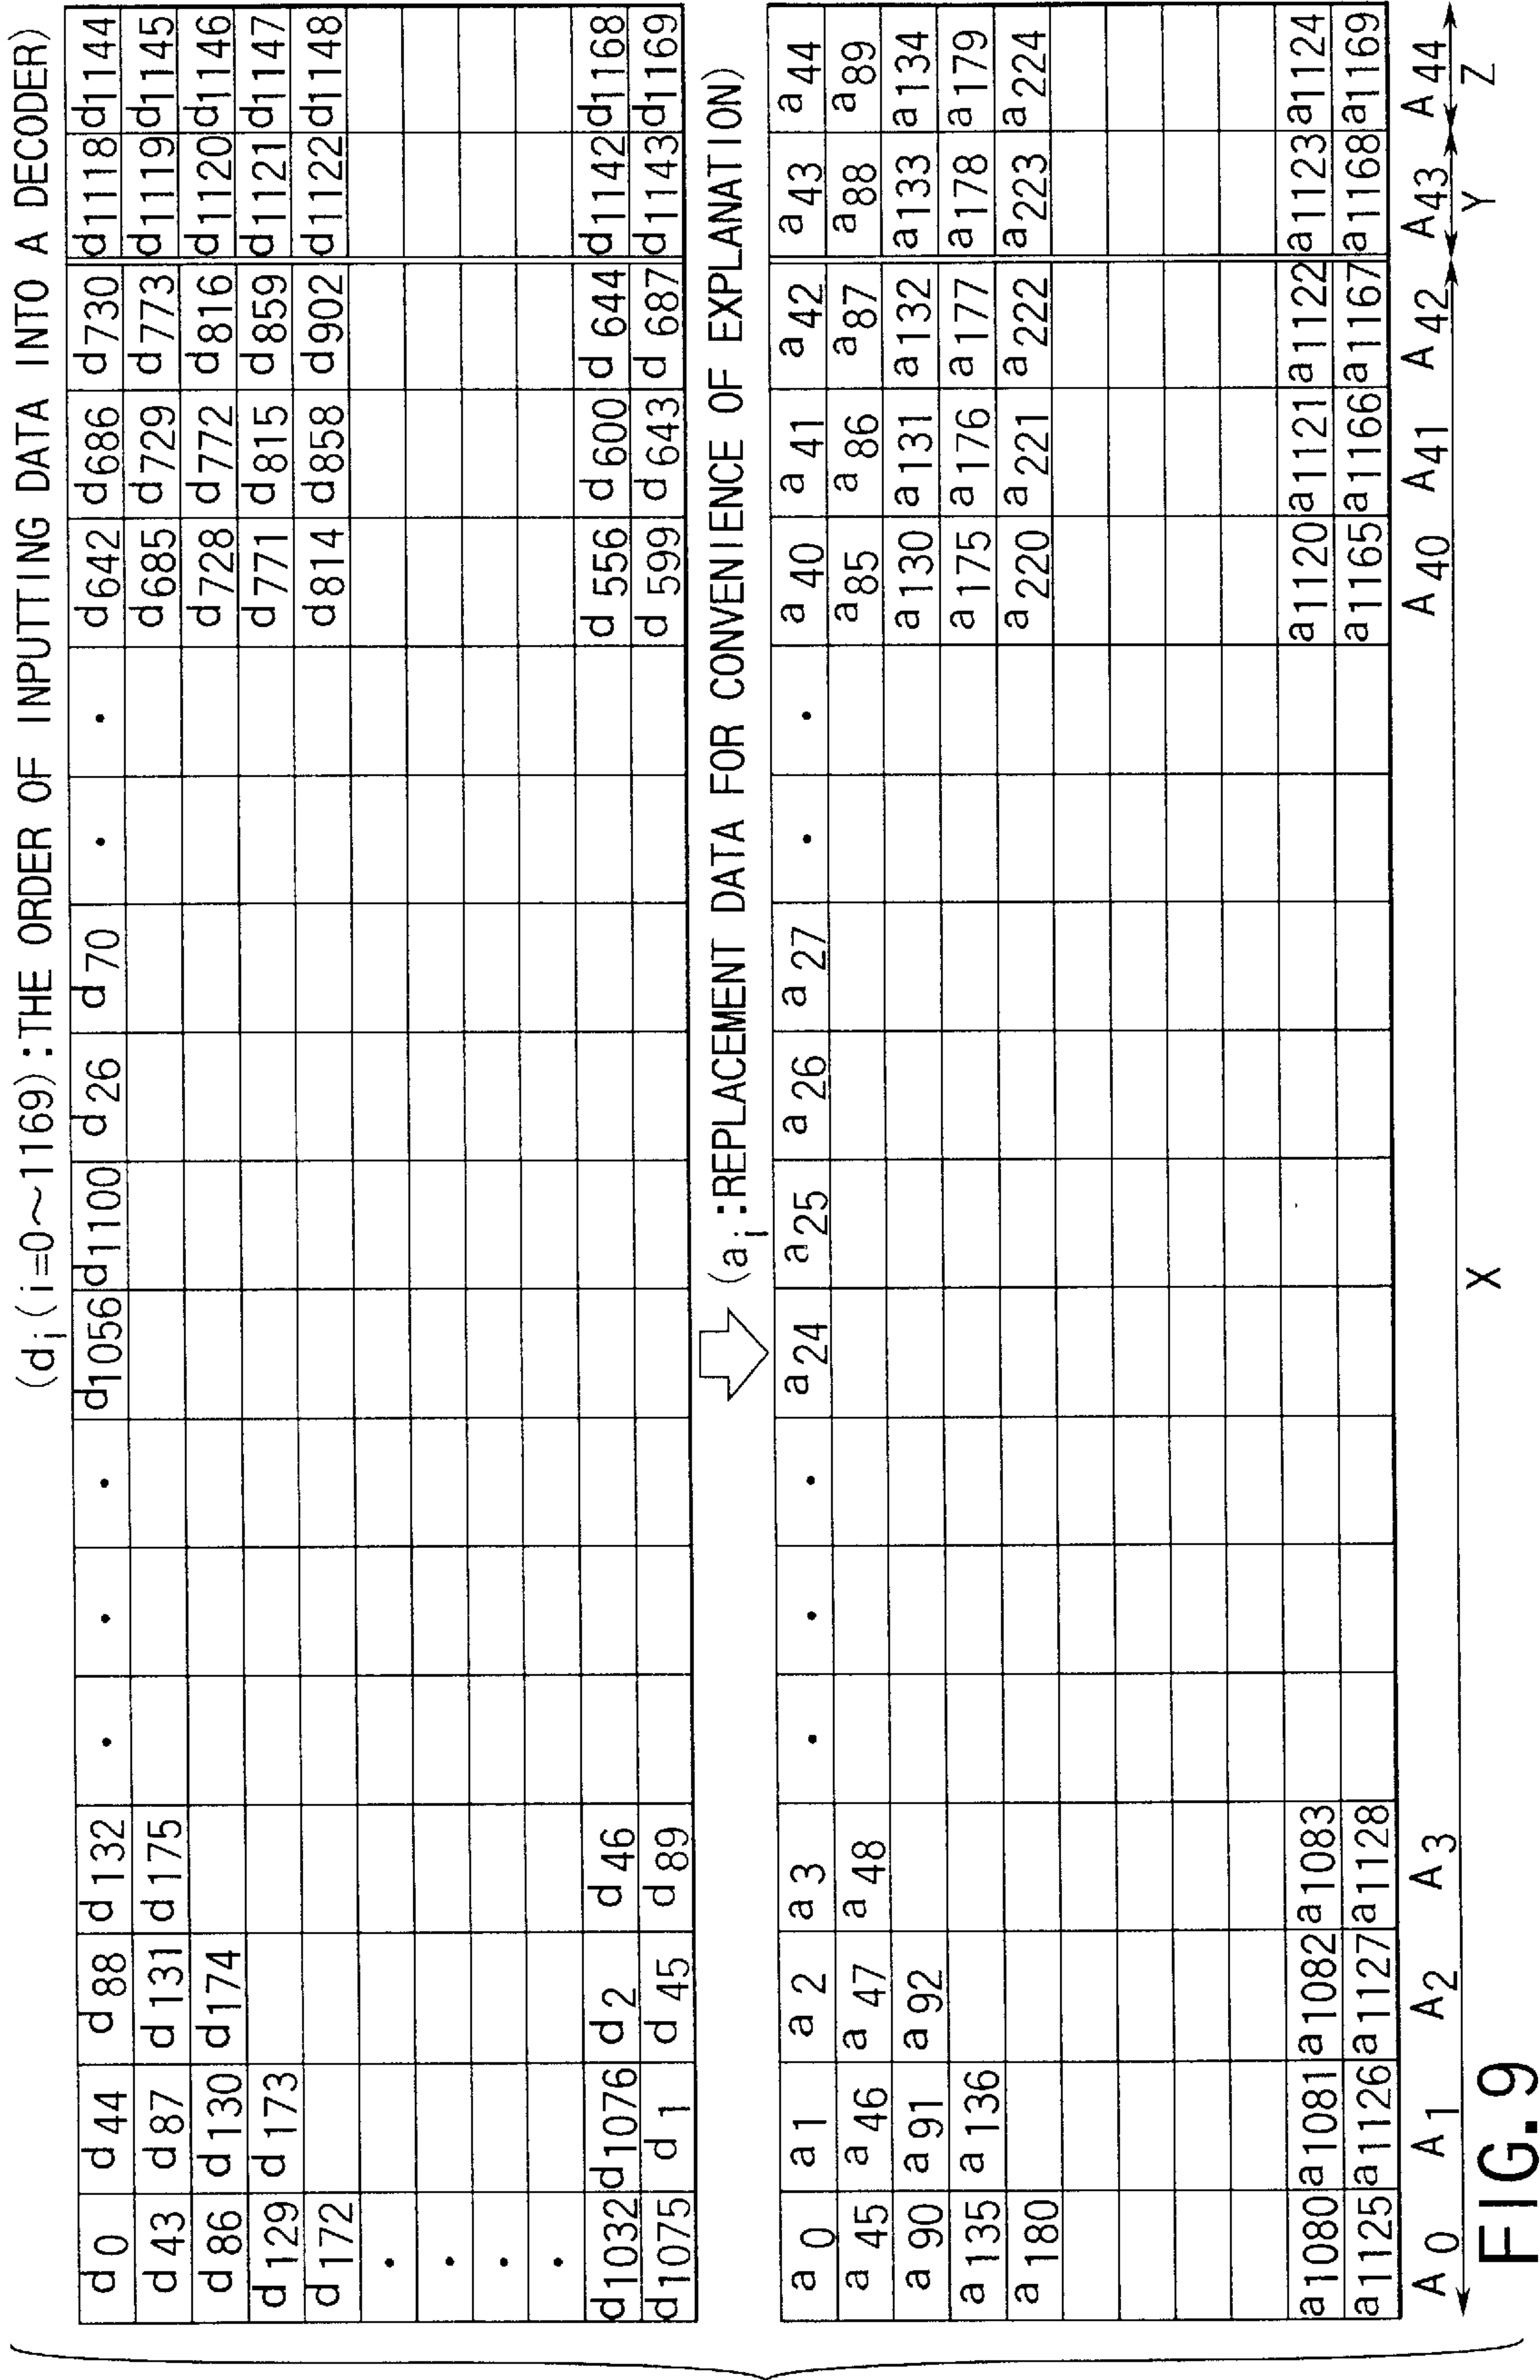 (di(i=0~1169):THE ORDER OF INPUTTING DATA INTO A DECODER)
d0 d44 d88 d132 . . . d1056 d1100 d26 d70 . . d642 d686 d730 d1118 d1144
d43 d87 d131 d175 d685 d729 d773 d1119 d1145
d86 d130 d174 d728 d772 d816 d1120 d1146
d129 d173 d771 d815 d859 d1121 d1147
d172 d814 d858 d902 d1122 d1148
.
.
.
.
d1032 d1076 d2 d46 d556 d600 d644 d1142 d1168
d1075 d1 d45 d89 d599 d643 d687 d1143 d1169
(ai:REPLACEMENT DATA FOR CONVENIENCE OF EXPLANATION)
a0 a1 a2 a3 . . . a24 a25 a26 a27 . . a40 a41 a42 a43 a44
a45 a46 a47 a48 a85 a86 a87 a88 a89
a90 a91 a92 a130 a131 a132 a133 a134
a135 a136 a175 a176 a177 a178 a179
a180 a220 a221 a222 a223 a224
a1080 a1081 a1082 a1083 a1120 a1121 a1122 a1123 a1124
a1125 a1126 a1127 a1128 a1165 a1166 a1167 a1168 a1169
A0 A1 A2 A3 A40 A41 A42 A43 A44
X Y Z
FIG.9